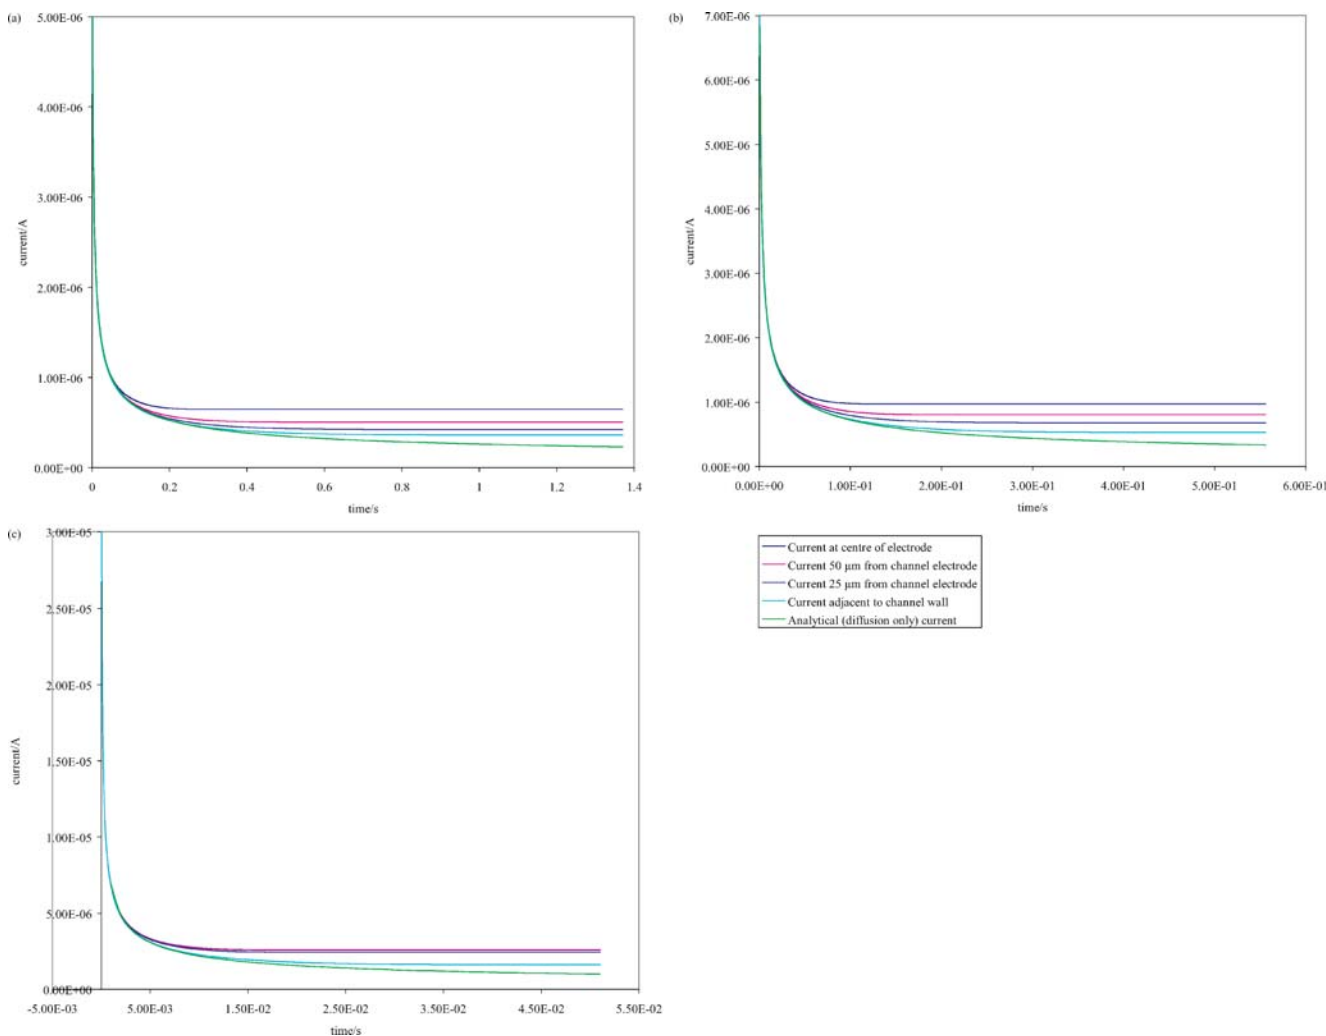 (a)
5.00E-06
4.00E-06
3.00E-06
current/A
2.00E-06
1.00E-06
0.00E+00
0 0.2 0.4 0.6 0.8 1 1.2 1.4
time/s
(b)
7.00E-06
6.00E-06
5.00E-06
4.00E-06
current/A
3.00E-06
2.00E-06
1.00E-06
0.00E+00
0.00E+00 1.00E-01 2.00E-01 3.00E-01 4.00E-01 5.00E-01 6.00E-01
time/s
(c)
3.00E-05
2.50E-05
2.00E-05
current/A
1.50E-05
1.00E-05
5.00E-06
0.00E+00
-5.00E-03 5.00E-03 1.50E-02 2.50E-02 3.50E-02 4.50E-02 5.50E-02
time/s
Current at centre of electrode
Current 50 μm from channel electrode
Current 25 μm from channel electrode
Current adjacent to channel wall
Analytical (diffusion only) current